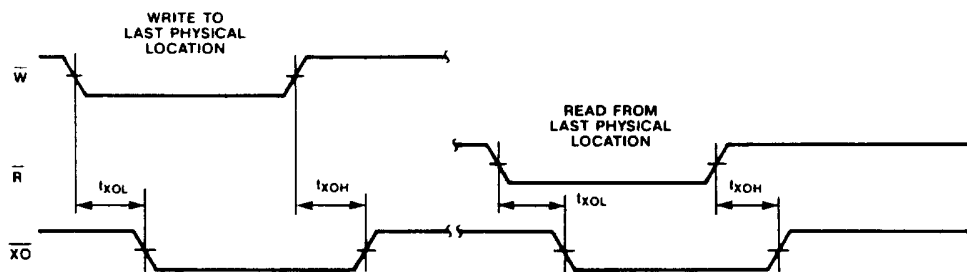 WRITE TO
LAST PHYSICAL
LOCATION
W
READ FROM
LAST PHYSICAL
LOCATION
R
tXOL
tXOH
tXOL
tXOH
XO